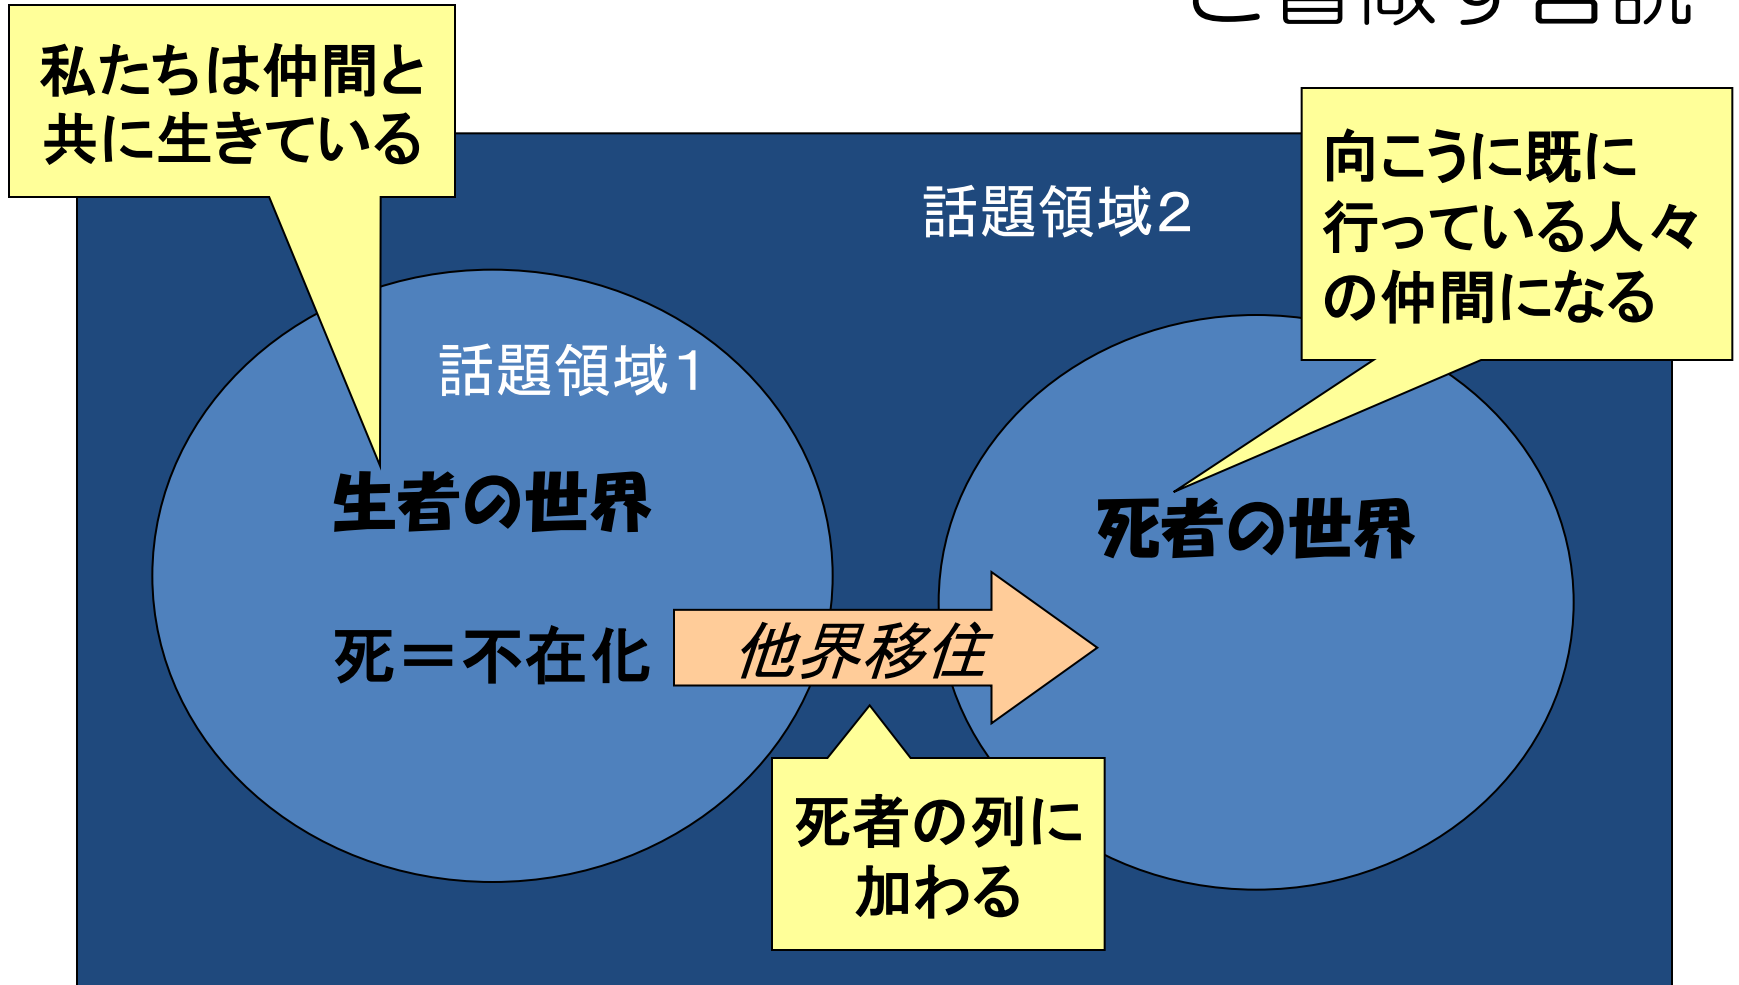 私たちは仲間と
共に生きている
向こうに既に
行っている人々
の仲間になる
話題領域２
話題領域１
生者の世界
死者の世界
死＝不在化
他界移住
死者の列に
加わる